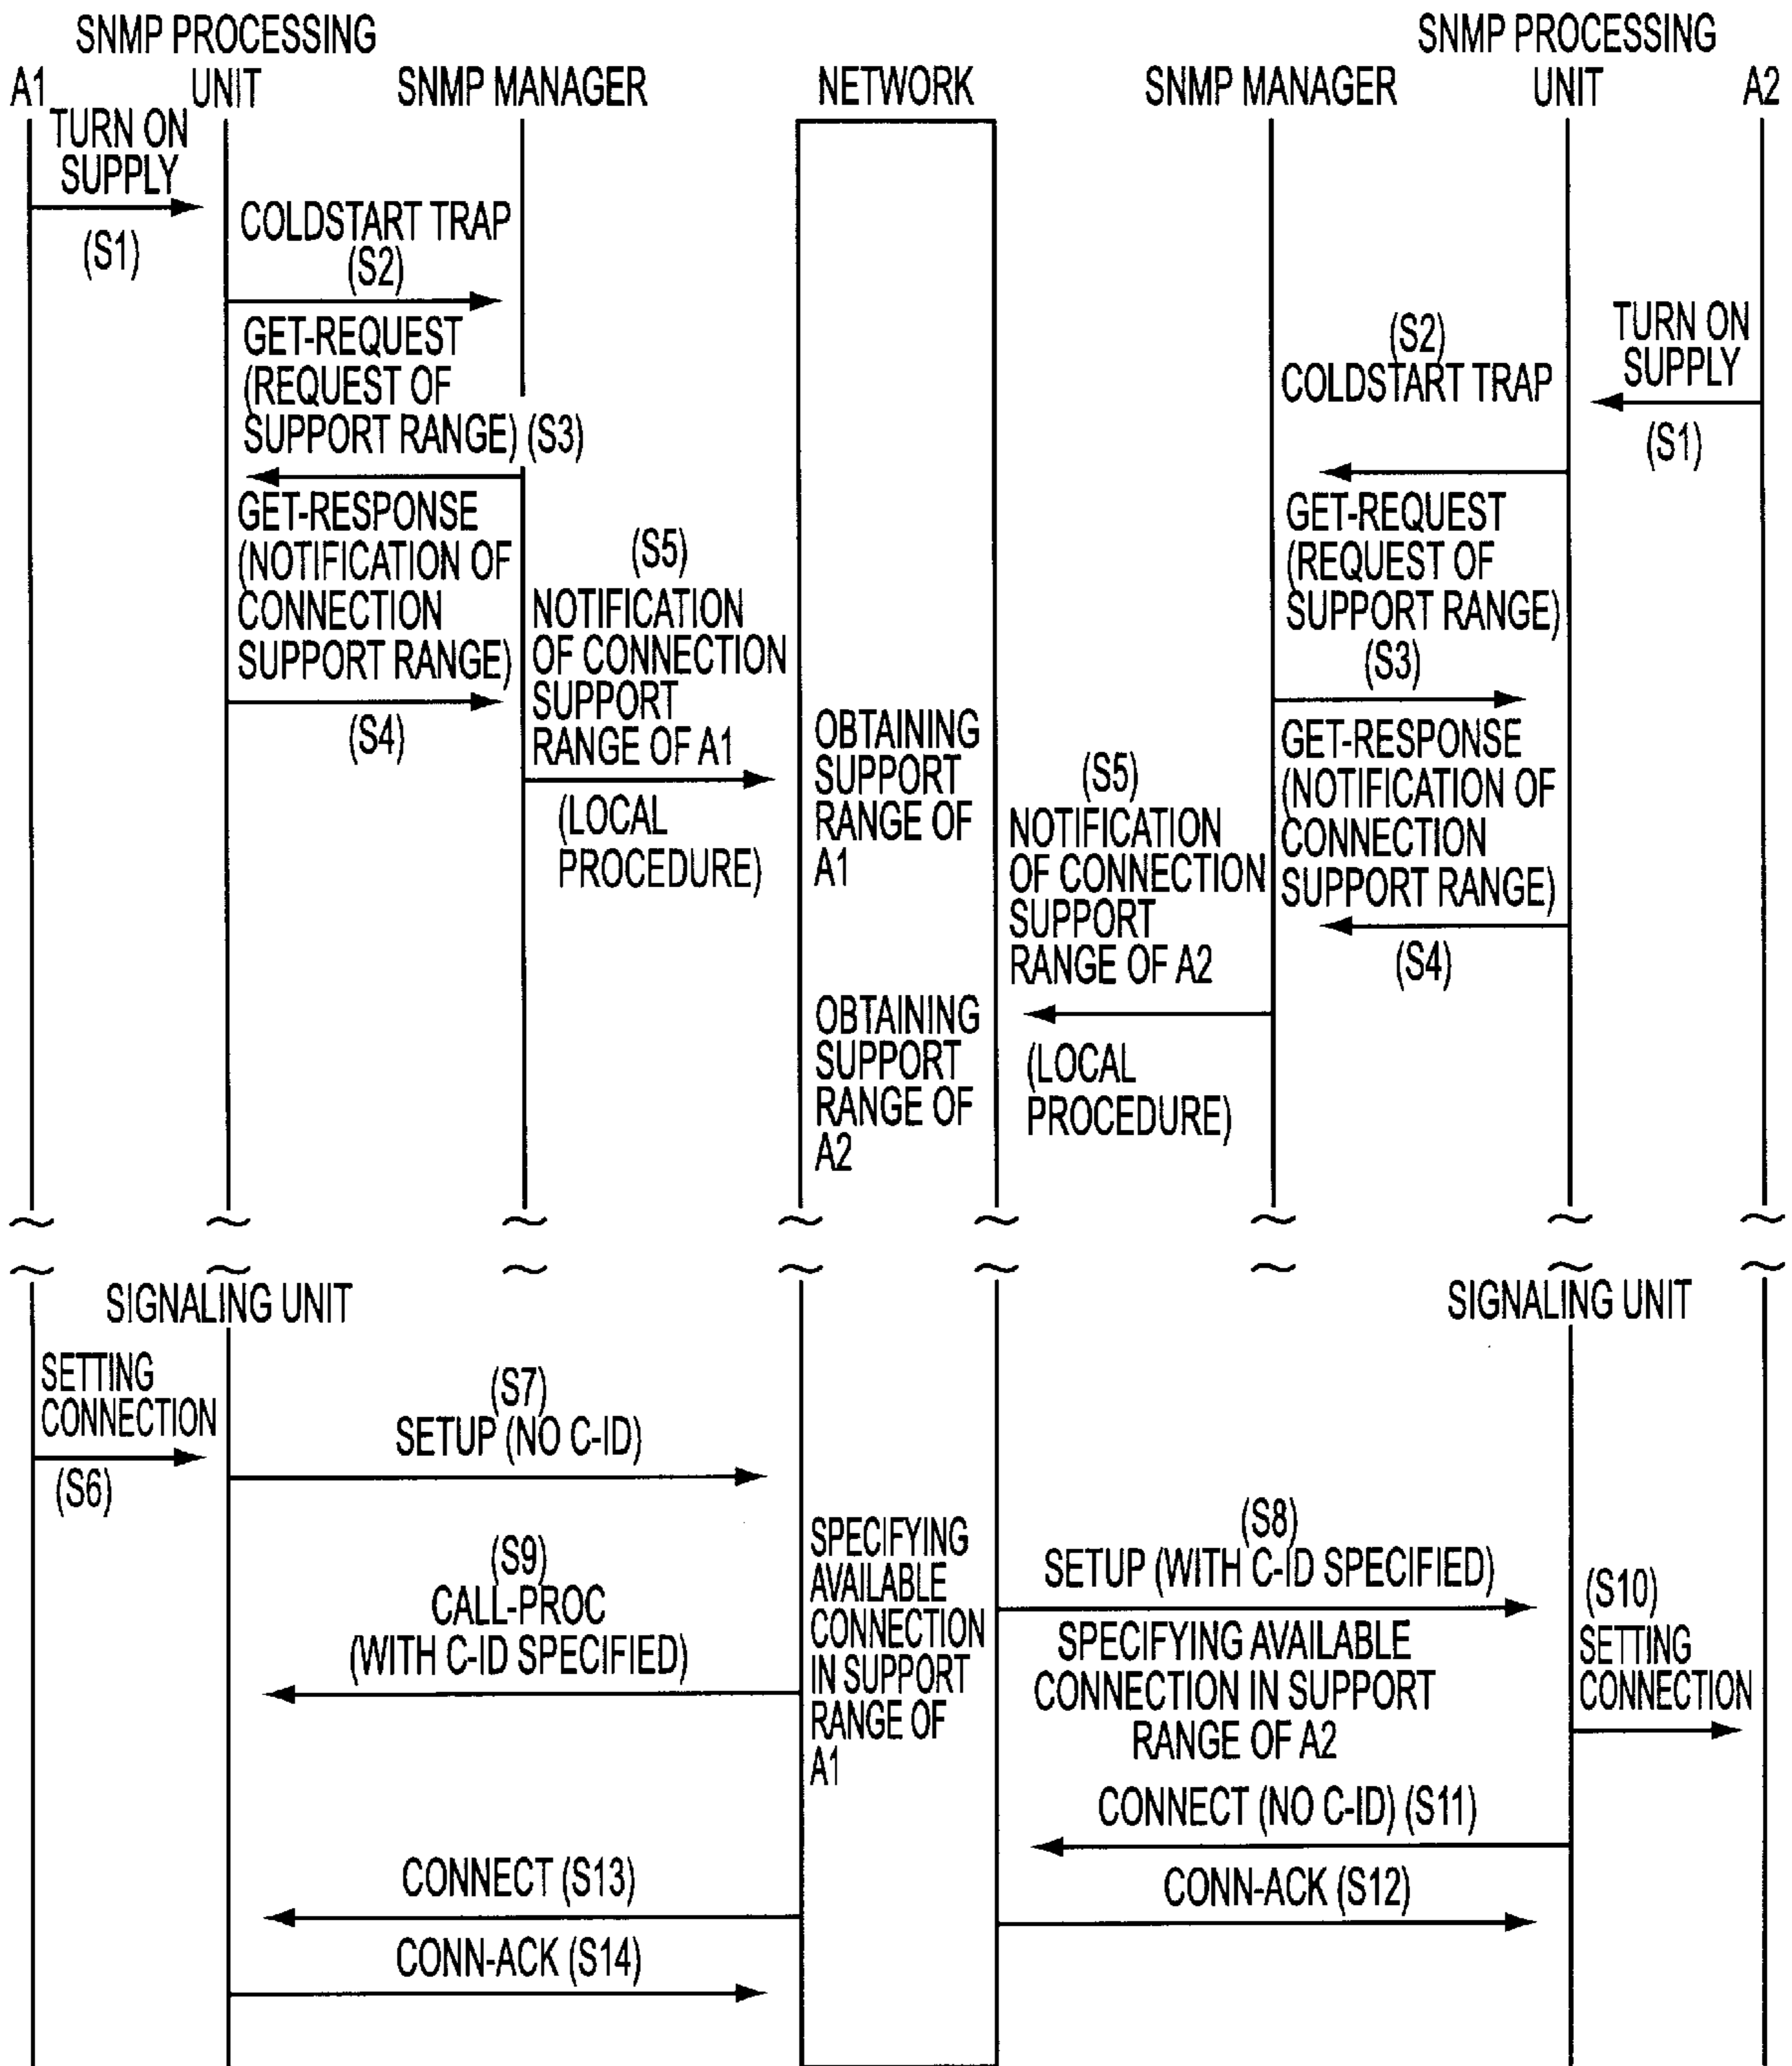 SNMP PROCESSING
UNIT
A1
SNMP MANAGER
NETWORK
SNMP MANAGER
SNMP PROCESSING
UNIT
A2
TURN ON
SUPPLY
(S1)
COLDSTART TRAP
(S2)
GET-REQUEST
(REQUEST OF
SUPPORT RANGE) (S3)
GET-RESPONSE
(NOTIFICATION OF
CONNECTION
SUPPORT RANGE)
(S4)
(S5)
NOTIFICATION
OF CONNECTION
SUPPORT
RANGE OF A1
(LOCAL
PROCEDURE)
OBTAINING
SUPPORT
RANGE OF
A1
OBTAINING
SUPPORT
RANGE OF
A2
TURN ON
SUPPLY
(S1)
(S2)
COLDSTART TRAP
GET-REQUEST
(REQUEST OF
SUPPORT RANGE)
(S3)
GET-RESPONSE
(NOTIFICATION OF
CONNECTION
SUPPORT RANGE)
(S4)
(S5)
NOTIFICATION
OF CONNECTION
SUPPORT
RANGE OF A2
(LOCAL
PROCEDURE)
SIGNALING UNIT
SIGNALING UNIT
SETTING
CONNECTION
(S6)
(S7)
SETUP (NO C-ID)
(S9)
CALL-PROC
(WITH C-ID SPECIFIED)
SPECIFYING
AVAILABLE
CONNECTION
IN SUPPORT
RANGE OF
A1
(S8)
SETUP (WITH C-ID SPECIFIED)
SPECIFYING AVAILABLE
CONNECTION IN SUPPORT
RANGE OF A2
(S10)
SETTING
CONNECTION
CONNECT (NO C-ID) (S11)
CONN-ACK (S12)
CONNECT (S13)
CONN-ACK (S14)